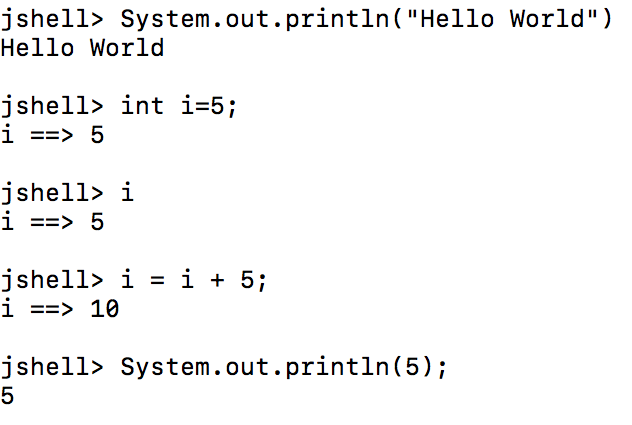 jshell> System.out.println("Hello World")
Hello World
jshell> int i=5;
i ==> 5
jshell> i
i ==> 5
jshell> i = i + 5;
i ==> 10
jshell> System.out.println(5);
5